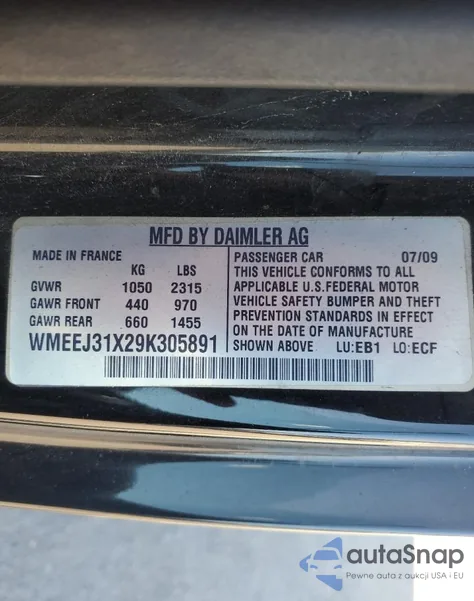 MFD BY DAIMLER AG
MADE IN FRANCE
KG LBS
GVWR 1050 2315
GAWR FRONT 440 970
GAWR REAR 660 1455
PASSENGER CAR 07/09
THIS VEHICLE CONFORMS TO ALL
APPLICABLE U.S.FEDERAL MOTOR
VEHICLE SAFETY BUMPER AND THEFT
PREVENTION STANDARDS IN EFFECT
ON THE DATE OF MANUFACTURE
SHOWN ABOVE LU:EB1 LO:ECF
WMEEJ31X29K305891
autoSnap
Pewne auta z aukcji USA i EU